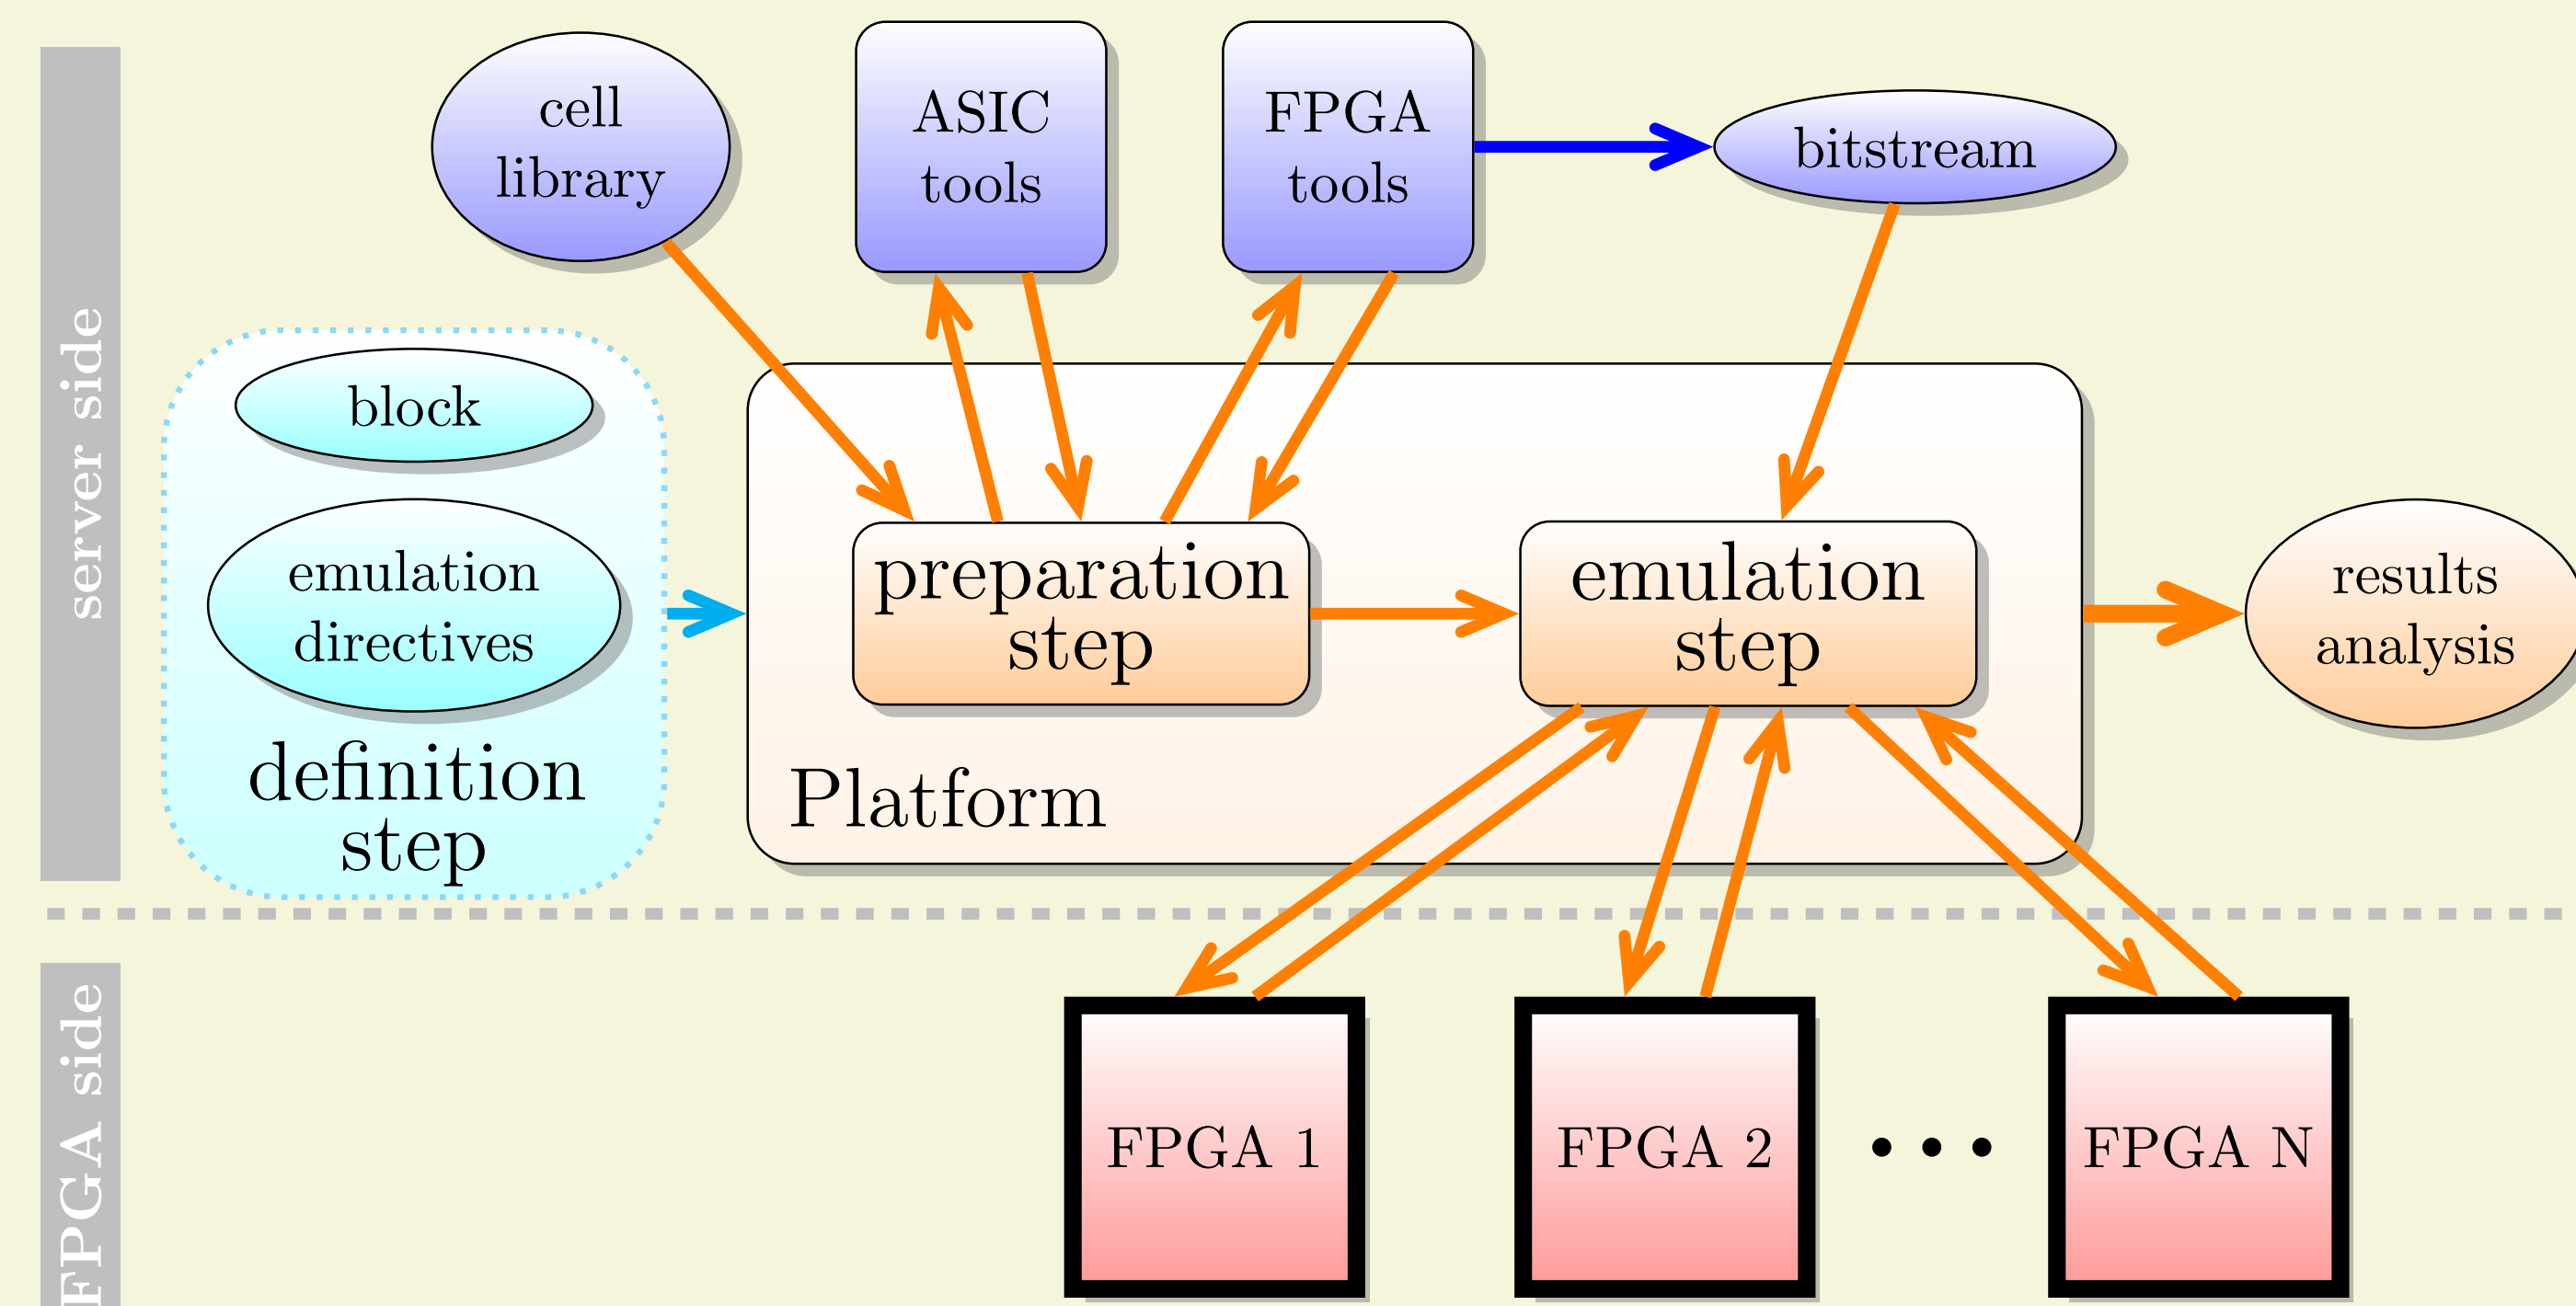 server side
cell
library
ASIC
tools
FPGA
tools
bitstream
block
emulation
directives
definition
step
preparation
step
emulation
step
Platform
results
analysis
FPGA side
FPGA 1
FPGA 2
• • •
FPGA N